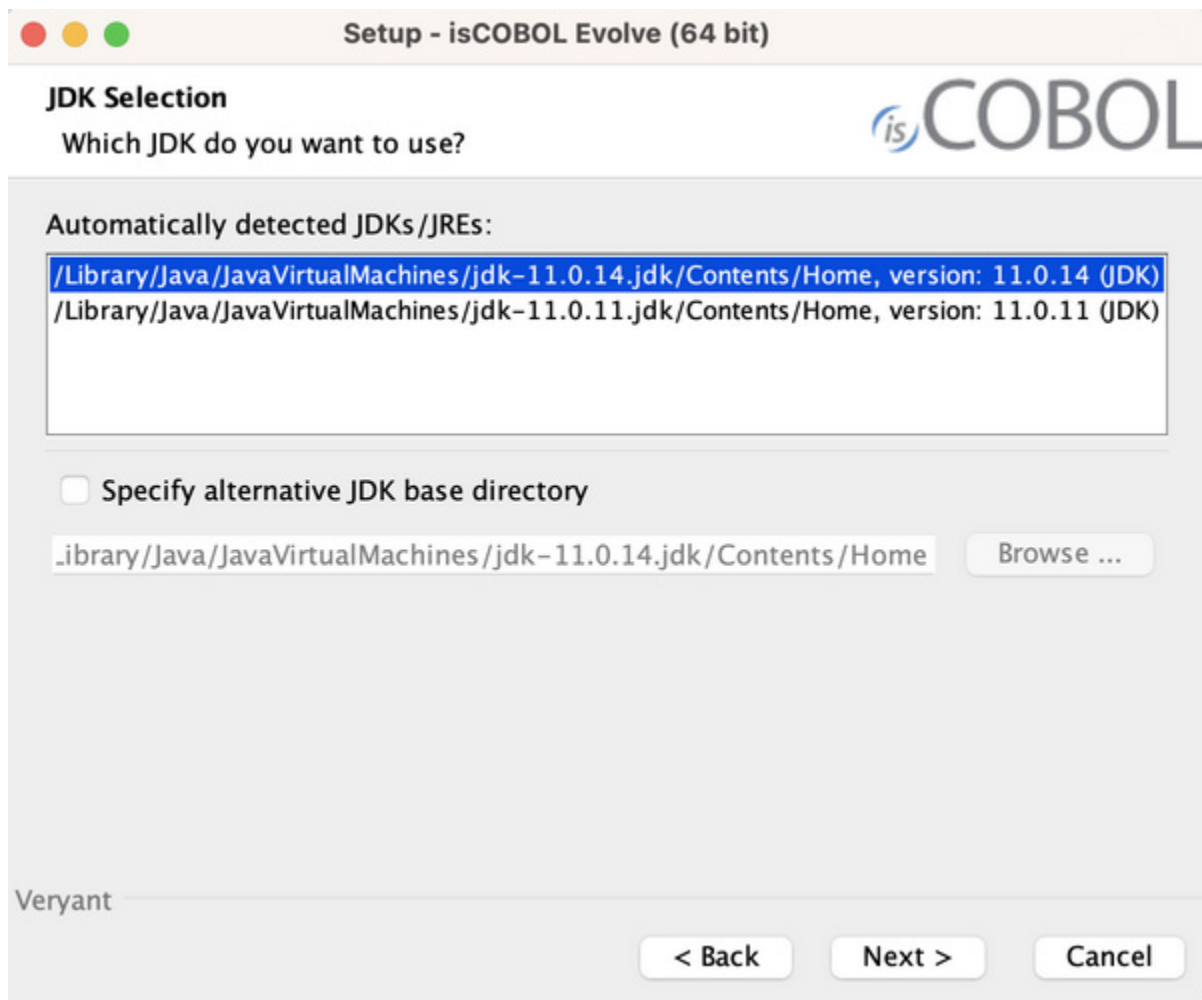 Setup - isCOBOL Evolve (64 bit)
JDK Selection
Which JDK do you want to use?
isCOBOL
Automatically detected JDKs/JREs:
/Library/Java/JavaVirtualMachines/jdk-11.0.14.jdk/Contents/Home, version: 11.0.14 (JDK)
/Library/Java/JavaVirtualMachines/jdk-11.0.11.jdk/Contents/Home, version: 11.0.11 (JDK)
Specify alternative JDK base directory
ibrary/Java/JavaVirtualMachines/jdk-11.0.14.jdk/Contents/Home
Browse ...
Veryant
< Back
Next >
Cancel